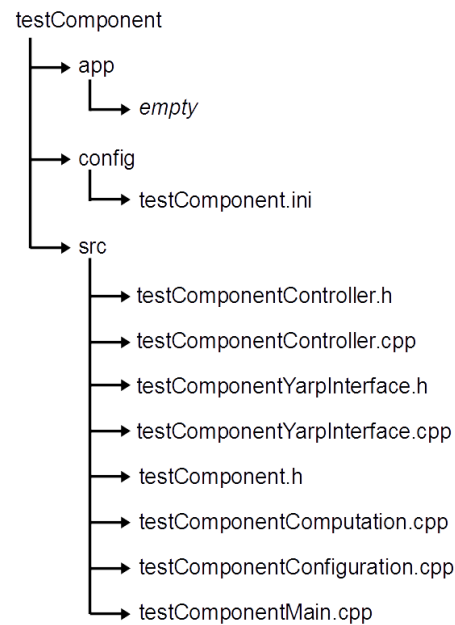 testComponent
app
empty
config
testComponent.ini
src
testComponentController.h
testComponentController.cpp
testComponentYarpInterface.h
testComponentYarpInterface.cpp
testComponent.h
testComponentComputation.cpp
testComponentConfiguration.cpp
testComponentMain.cpp